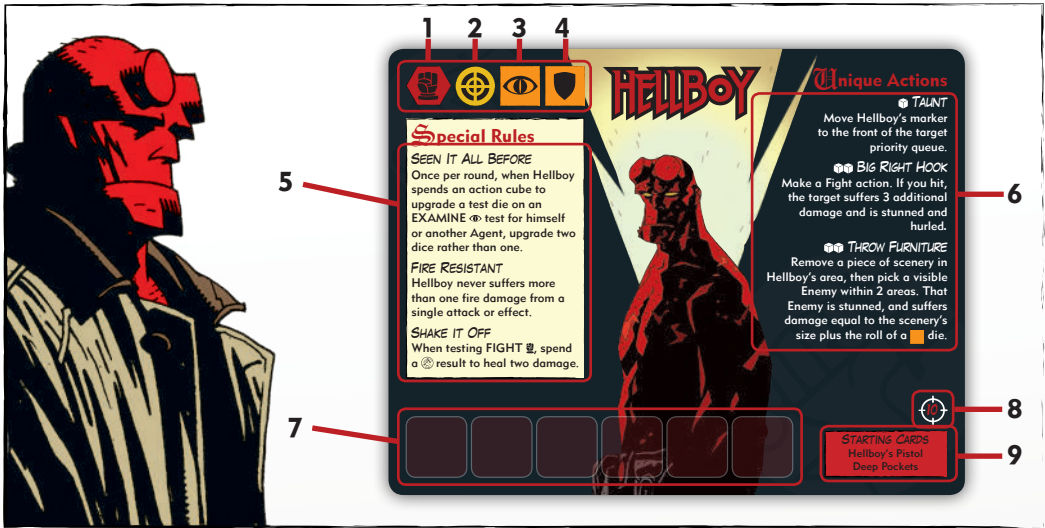 1 2 3 4
HELLBOY
Unique Actions
TAUNT
Move Hellboy's marker
to the front of the target
priority queue.
BIG RIGHT HOOK
Make a Fight action. If you hit,
the target suffers 3 additional
damage and is stunned and
hurled.
THROW FURNITURE
Remove a piece of scenery in
Hellboy's area, then pick a visible
Enemy within 2 areas. That
Enemy is stunned, and suffers
damage equal to the scenery's
size plus the roll of a die.
6
Special Rules
5
SEEN IT ALL BEFORE
Once per round, when Hellboy
spends an action cube to
upgrade a test die on an
EXAMINE test for himself
or another Agent, upgrade two
dice rather than one.
FIRE RESISTANT
Hellboy never suffers more
than one fire damage from a
single attack or effect.
SHAKE IT OFF
When testing FIGHT , spend
a result to heal two damage.
7
10
8
STARTING CARDS
Hellboy's Pistol
Deep Pockets
9